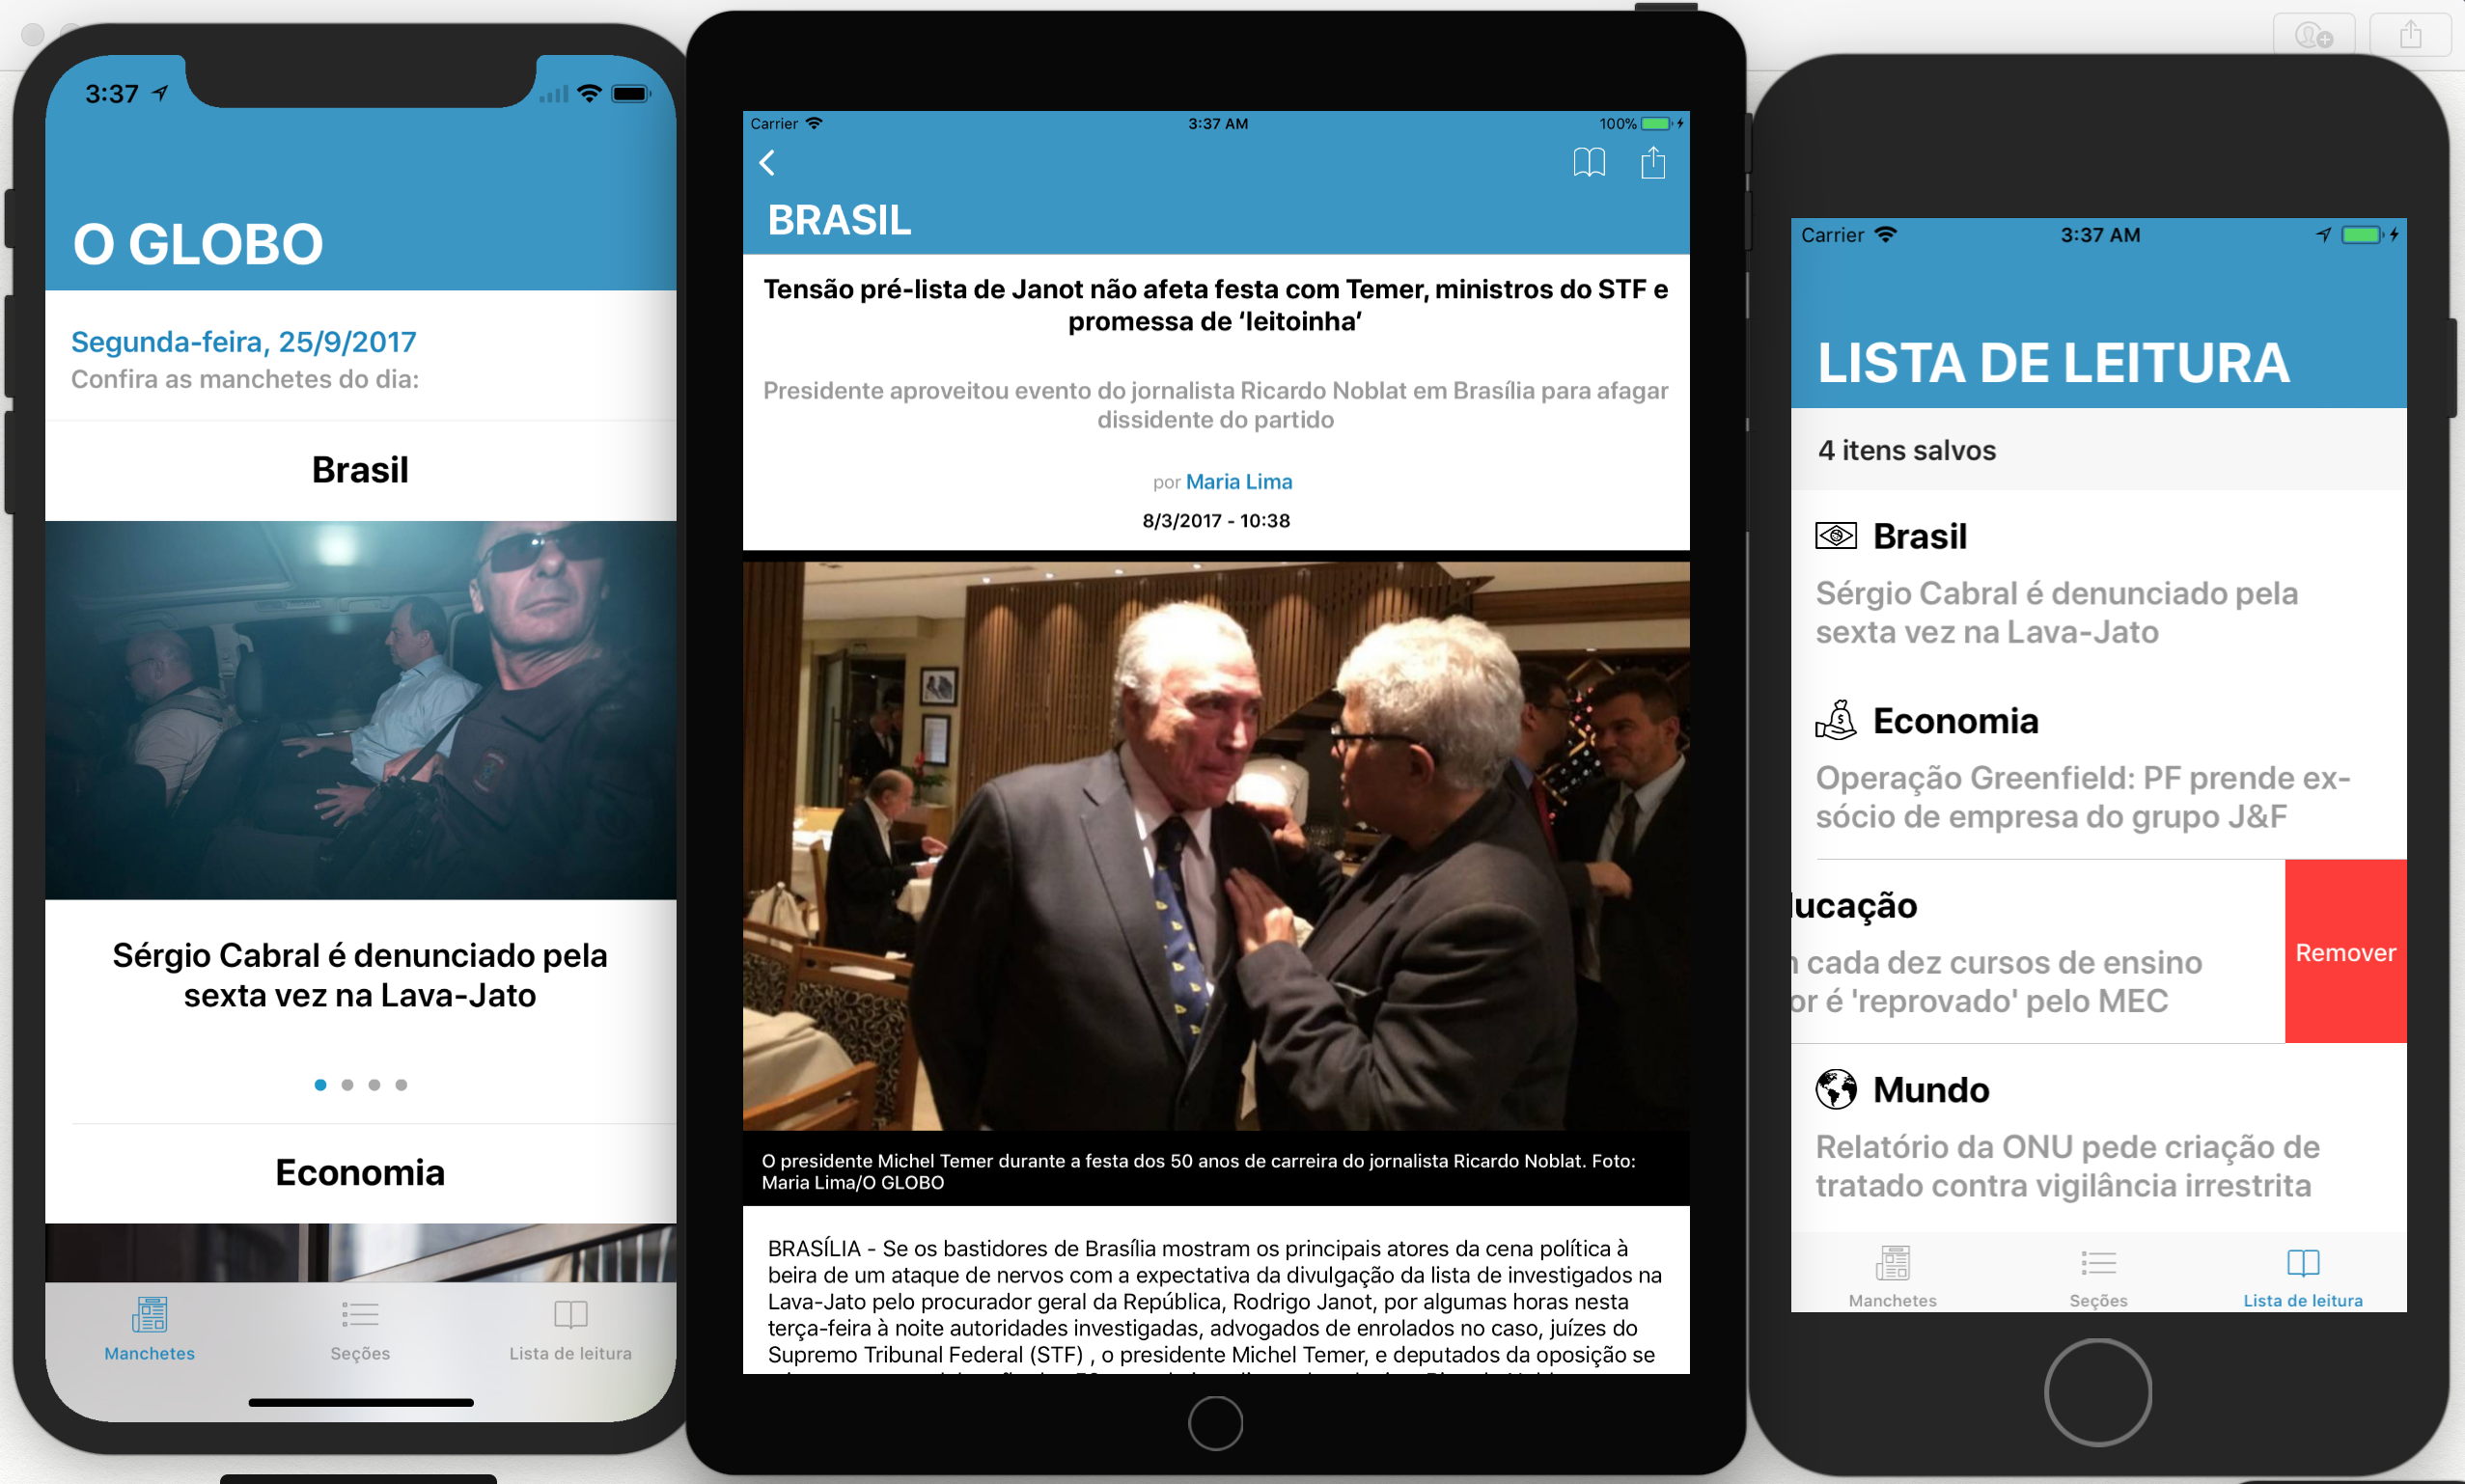 3:37
O GLOBO
Segunda-feira, 25/9/2017
Confira as manchetes do dia:
Brasil
Sérgio Cabral é denunciado pela
sexta vez na Lava-Jato
Economia
Manchetes
Seções
Lista de leitura
Carrier
3:37 AM
100%
BRASIL
Tensão pré-lista de Janot não afeta festa com Temer, ministros do STF e
promessa de ‘leitoinha’
Presidente aproveitou evento do jornalista Ricardo Noblat em Brasília para afagar
dissidente do partido
por Maria Lima
8/3/2017 - 10:38
O presidente Michel Temer durante a festa dos 50 anos de carreira do jornalista Ricardo Noblat. Foto:
Maria Lima/O GLOBO
BRASÍLIA - Se os bastidores de Brasília mostram os principais atores da cena política à
beira de um ataque de nervos com a expectativa da divulgação da lista de investigados na
Lava-Jato pelo procurador geral da República, Rodrigo Janot, por algumas horas nesta
terça-feira à noite autoridades investigadas, advogados de enrolados no caso, juízes do
Supremo Tribunal Federal (STF) , o presidente Michel Temer, e deputados da oposição se
Carrier
3:37 AM
LISTA DE LEITURA
4 itens salvos
Brasil
Sérgio Cabral é denunciado pela
sexta vez na Lava-Jato
Economia
Operação Greenfield: PF prende ex-
sócio de empresa do grupo J&F
ucação
cada dez cursos de ensino
or é 'reprovado' pelo MEC
Remover
Mundo
Relatório da ONU pede criação de
tratado contra vigilância irrestrita
Manchetes
Seções
Lista de leitura